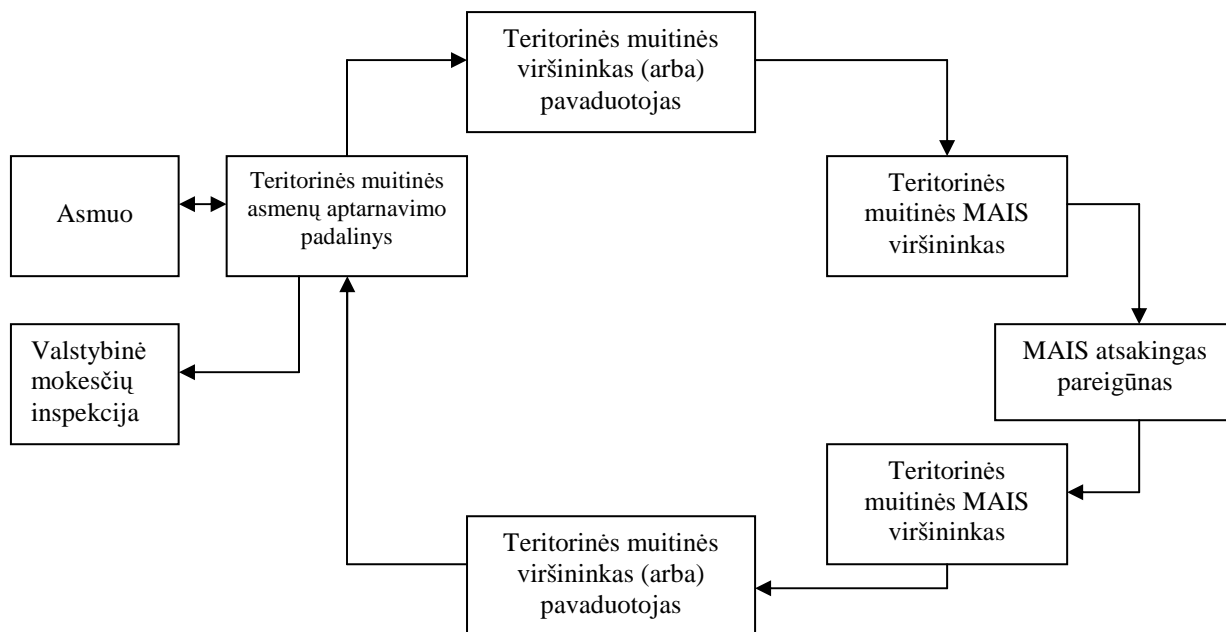 Teritorinės muitinės
viršininkas (arba)
pavaduotojas
Asmuo
Teritorinės muitinės
asmenų aptarnavimo
padalinys
Teritorinės
muitinės MAIS
viršininkas
Valstybinė
mokesčių
inspekcija
MAIS atsakingas
pareigūnas
Teritorinės
muitinės MAIS
viršininkas
Teritorinės muitinės
viršininkas (arba)
pavaduotojas